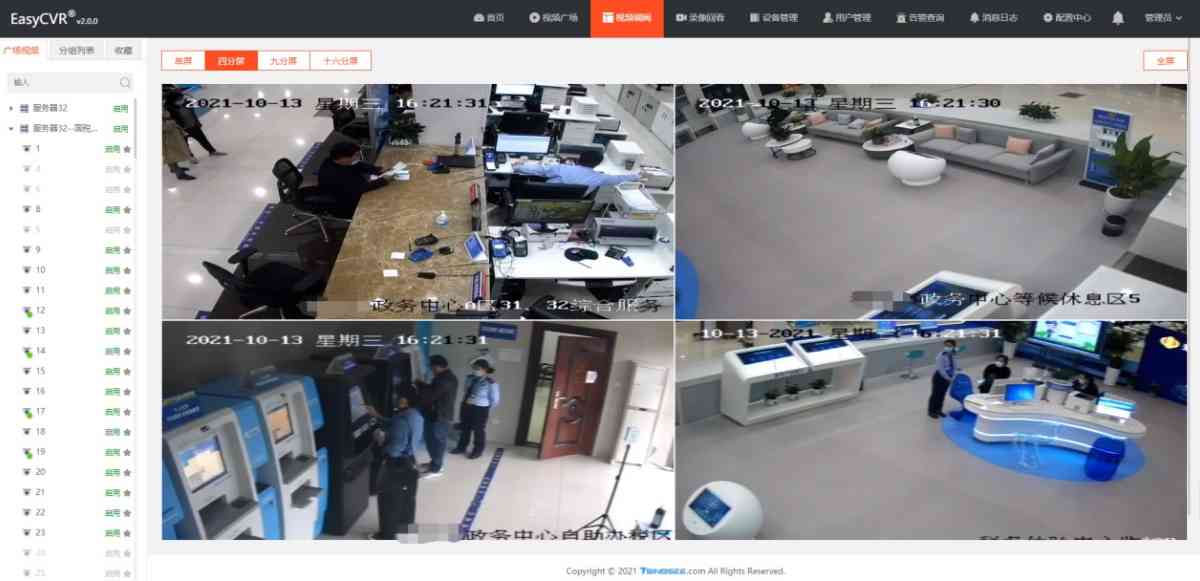 EasyCVR® v2.0.0
首页 视频广场 视频调阅 录像回看 设备管理 用户管理 告警查询 消息日志 配置中心 管理员
广场视频 分组列表 收藏
单屏 四分屏 九分屏 十六分屏 全屏
输入
服务器32 启用
服务器32--国税... 启用
1 启用
4 启用
6 启用
8 启用
5 启用
9 启用
10 启用
11 启用
12 启用
13 启用
14 启用
15 启用
16 启用
17 启用
18 启用
19 启用
20 启用
21 启用
22 启用
23 启用
启用
25 启用
2021-10-13 星期三 16:21:31
政务中心A区31、32综合服务
2021-10-13 星期三 16:21:30
政务中心等候休息区5
2021-10-13 星期三 16:21:31
政务中心自助办税区
10-13-2021 星期三 16:21:31
Copyright © 2021 .com All Rights Reserved.